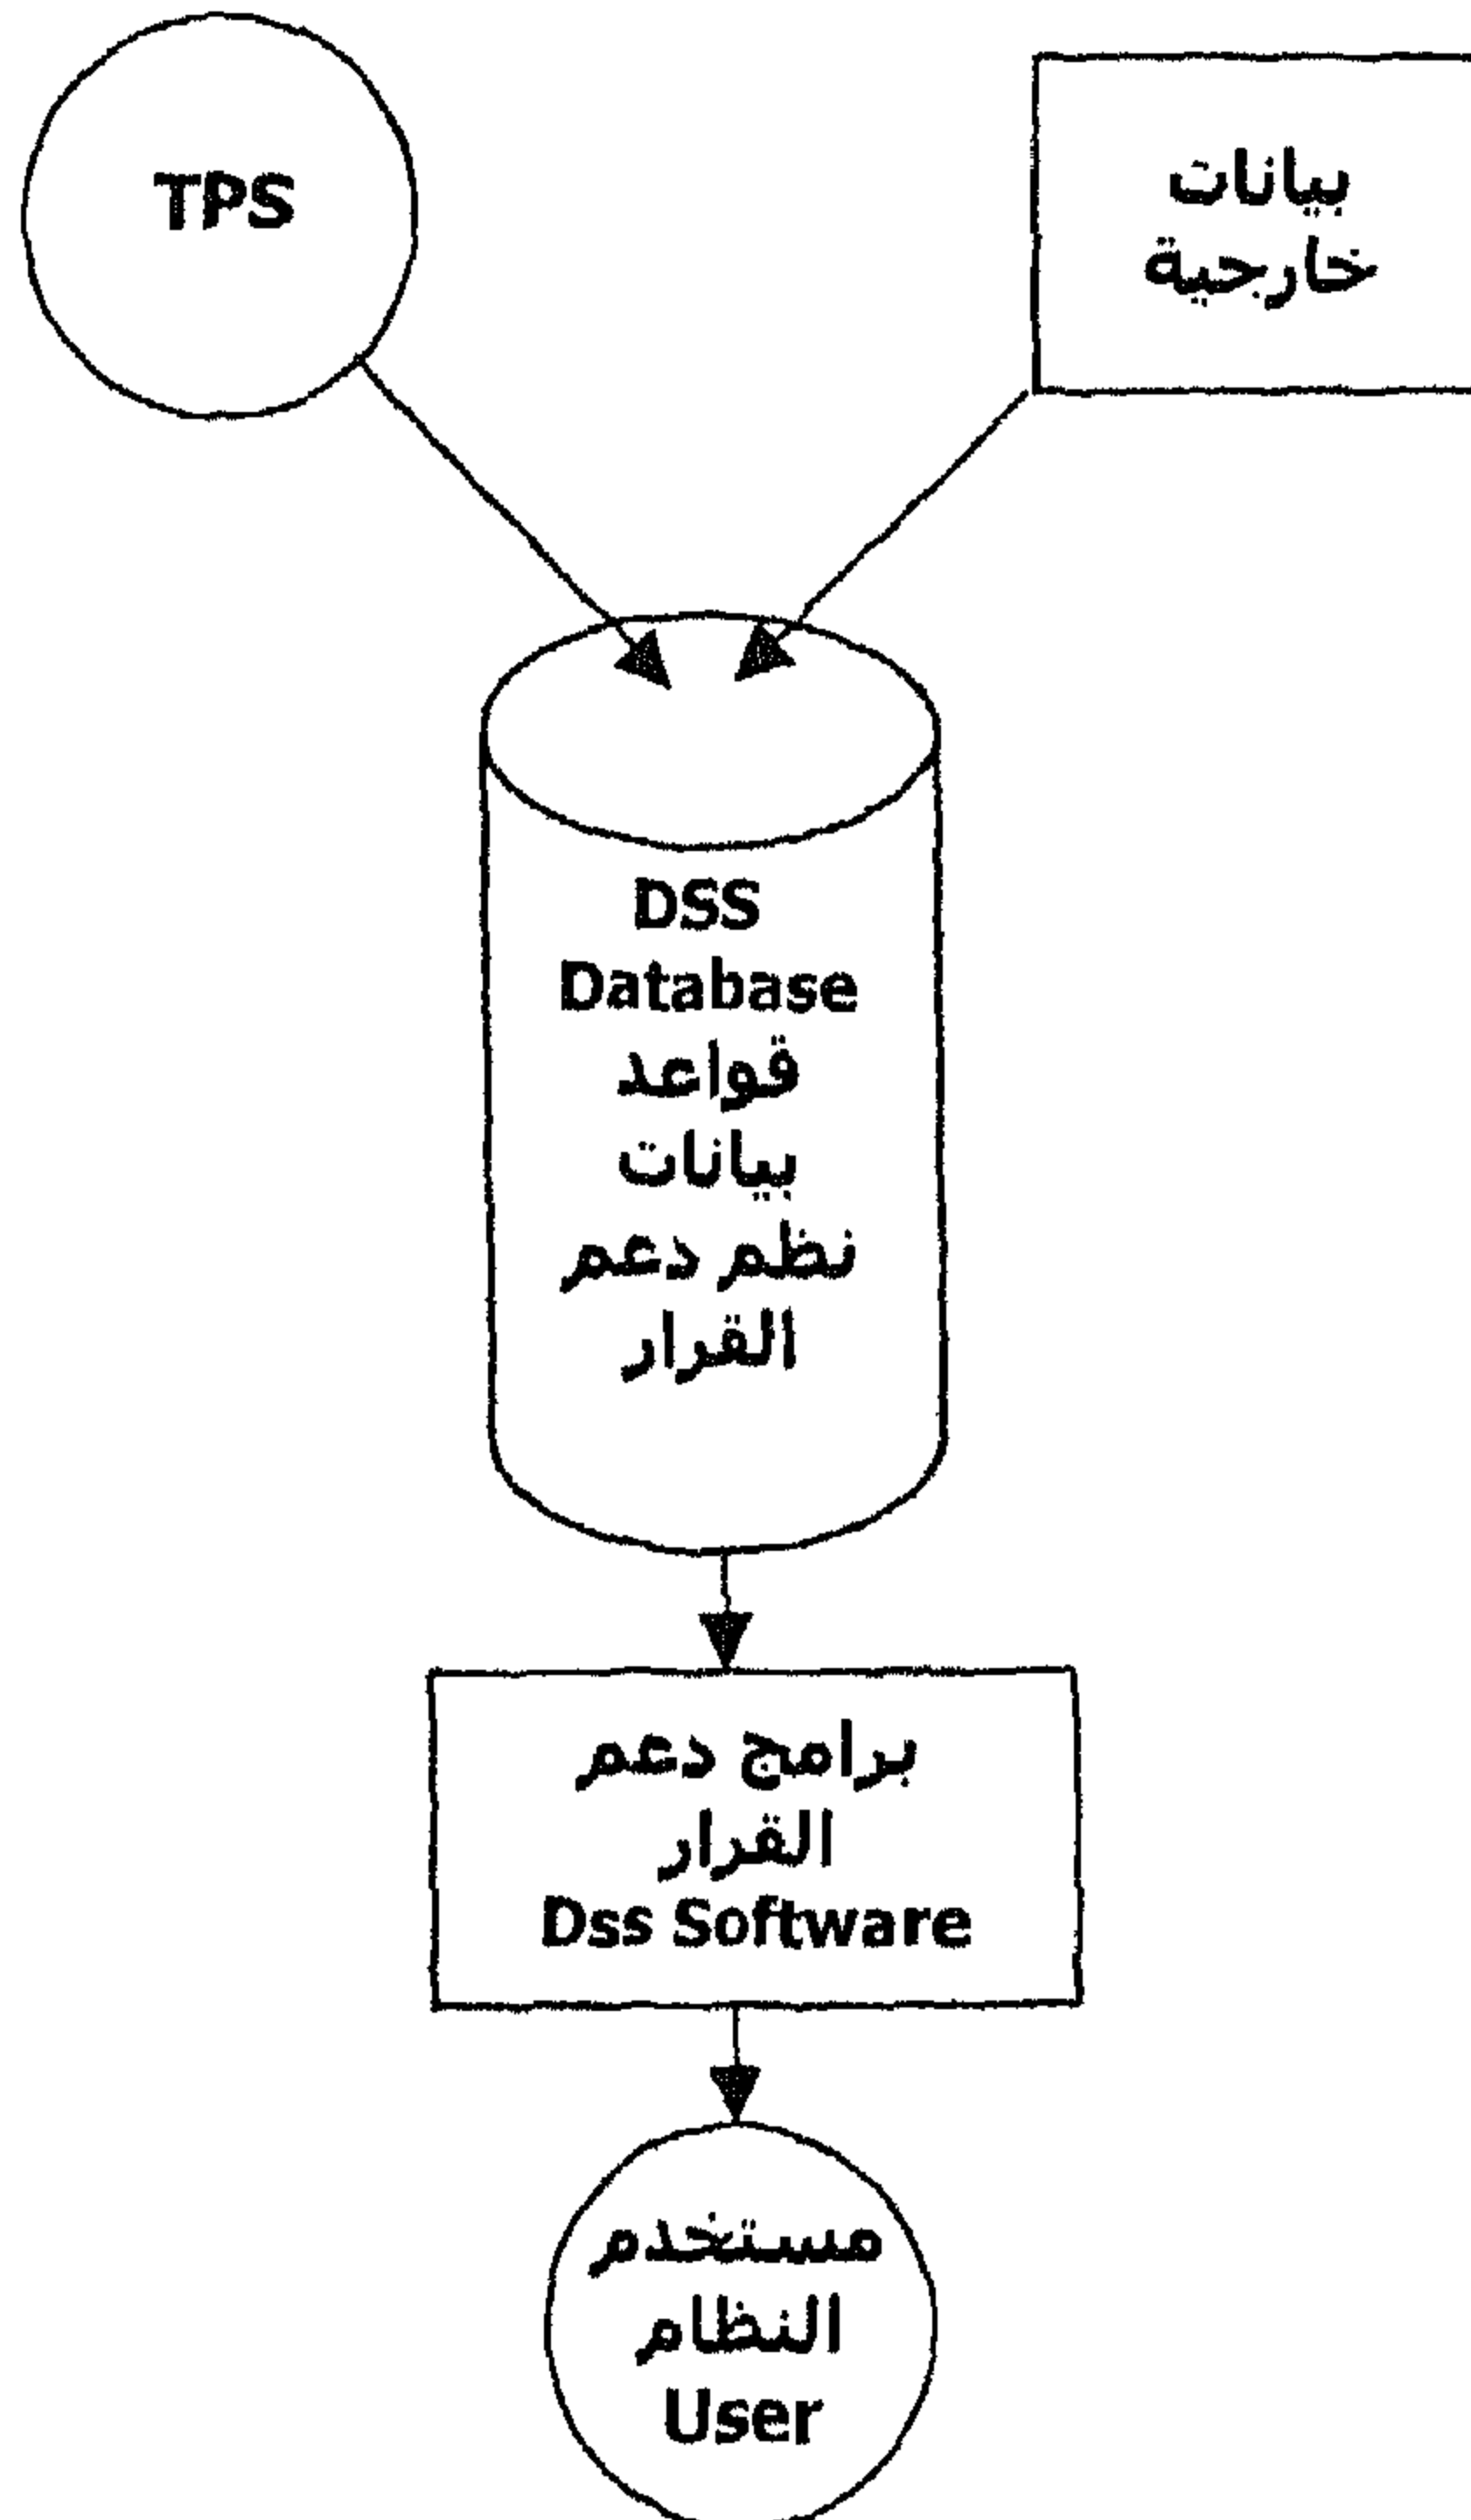 TPS
بيانات
خارجية
DSS
Database
قواعد
بيانات
نظم دعم
القرار
برامج دعم
القرار
Dss Software
مستخدم
النظام
User